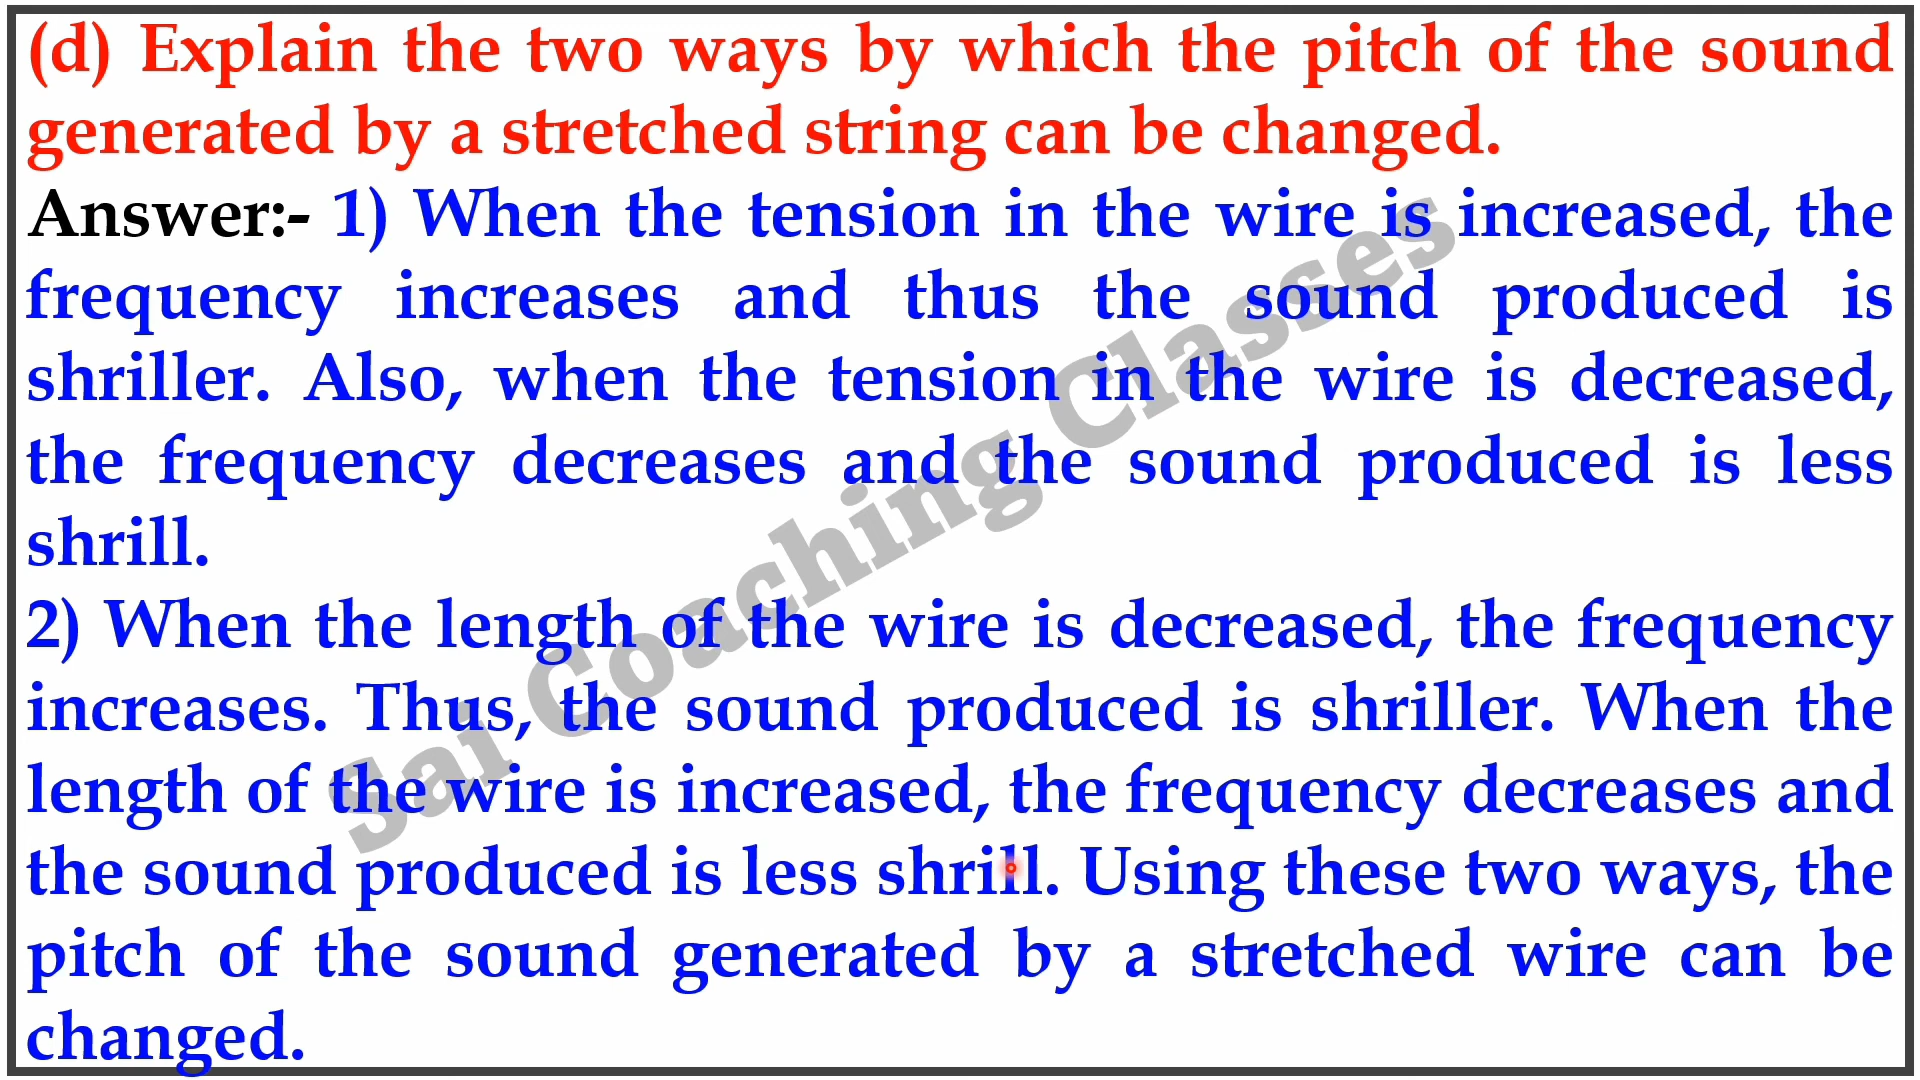 (d) Explain the two ways by which the pitch of the sound
generated by a stretched string can be changed.
Answer:- 1) When the tension in the wire is increased, the
frequency increases and thus the sound produced is
shriller. Also, when the tension in the wire is decreased,
the frequency decreases and the sound produced is less
shrill.
2) When the length of the wire is decreased, the frequency
increases. Thus, the sound produced is shriller. When the
length of the wire is increased, the frequency decreases and
the sound produced is less shrill. Using these two ways, the
pitch of the sound generated by a stretched wire can be
changed.
Sai Coaching Classes